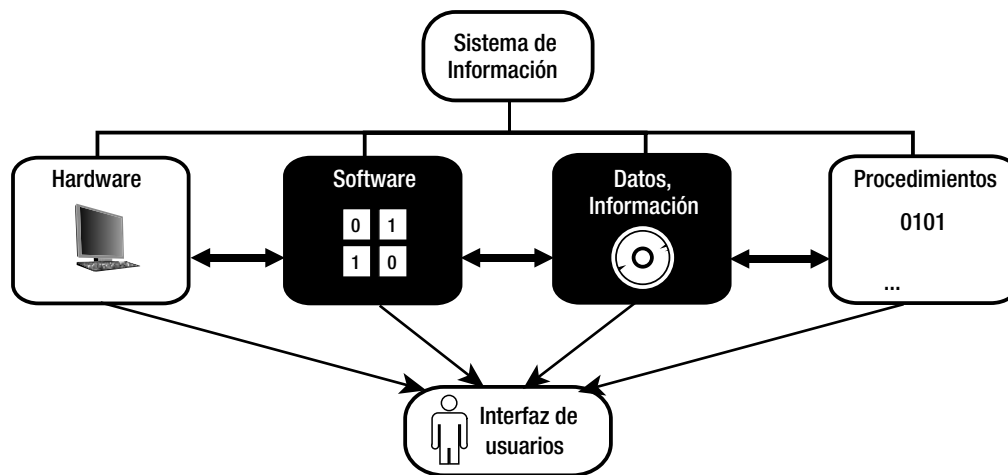 Sistema de
Información
Hardware
Software
0 1
1 0
Datos,
Información
Procedimientos
0101
...
Interfaz de
usuarios